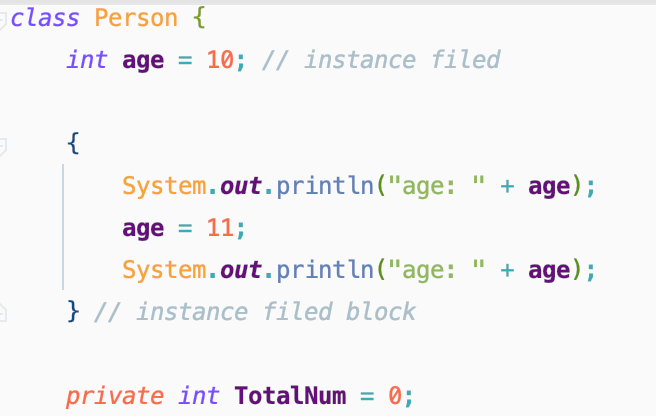 class Person {
int age = 10; // instance filed
{
System.out.println("age: " + age);
age = 11;
System.out.println("age: " + age);
} // instance filed block
private int TotalNum = 0;